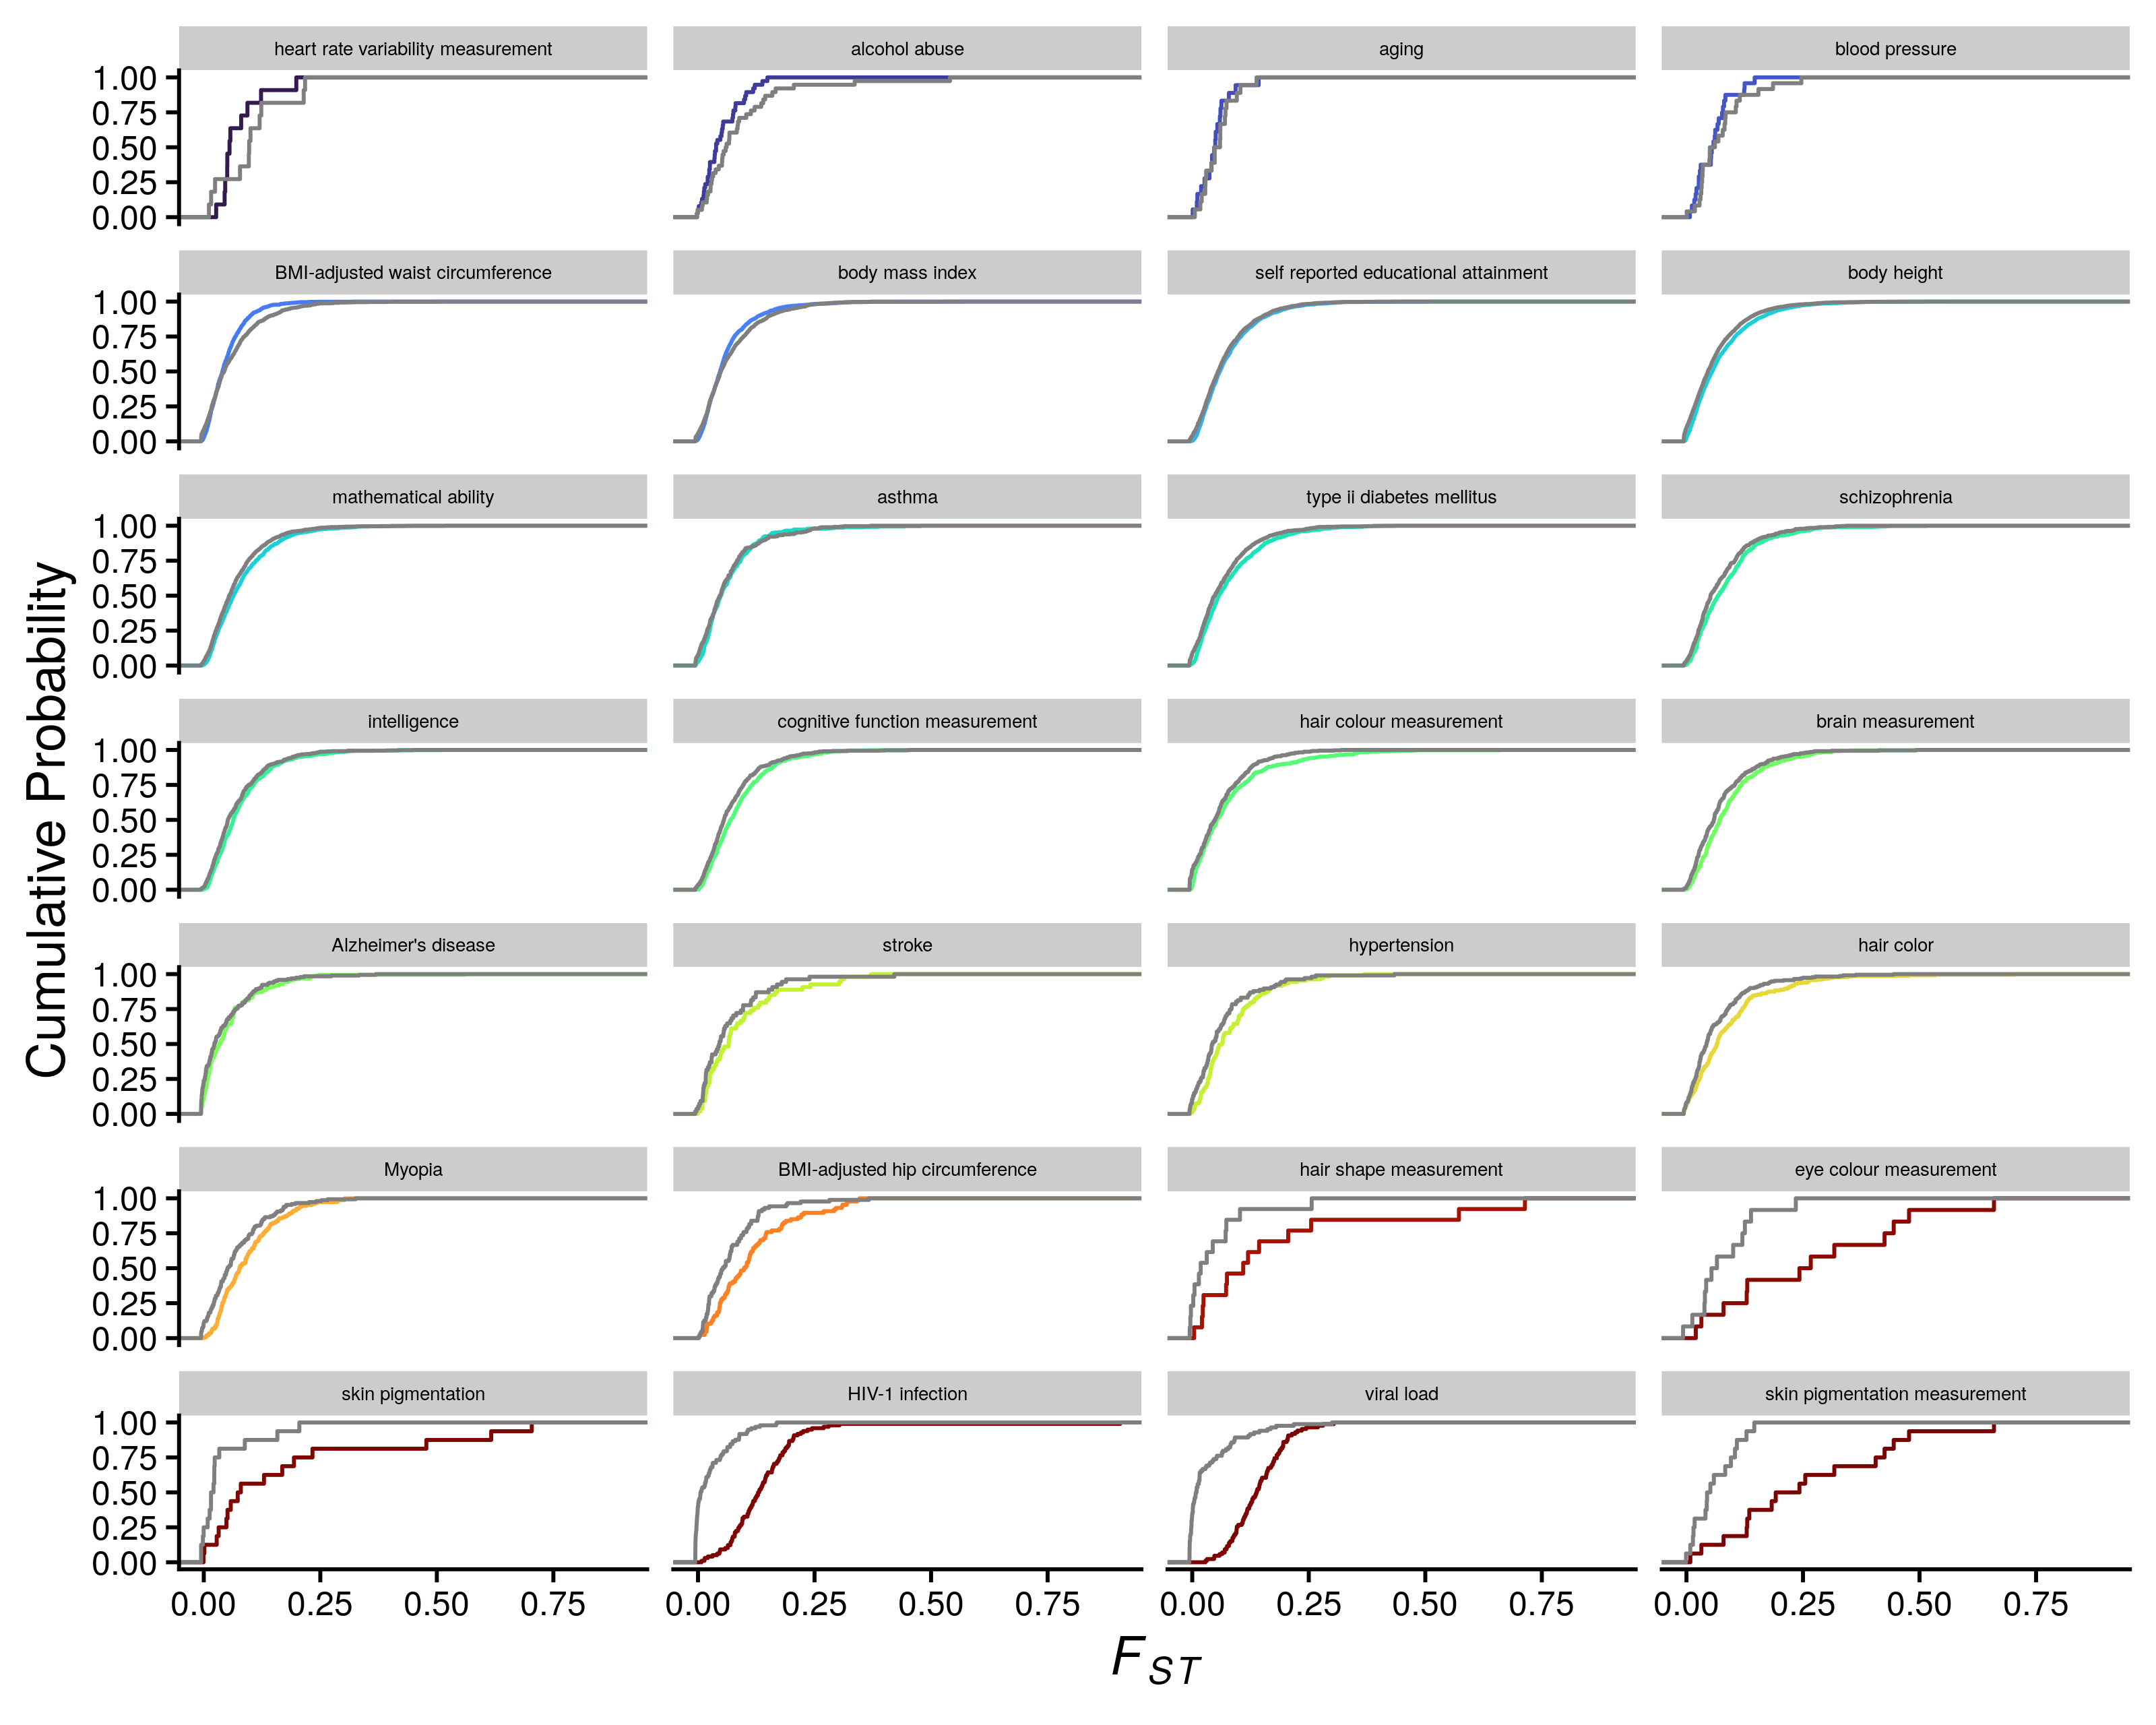 heart rate variability measurement
alcohol abuse
aging
blood pressure
1.00
0.75
0.50
0.25
0.00
BMI-adjusted waist circumference
body mass index
self reported educational attainment
body height
1.00
0.75
0.50
0.25
0.00
mathematical ability
asthma
type ii diabetes mellitus
schizophrenia
1.00
0.75
0.50
0.25
0.00
intelligence
cognitive function measurement
hair colour measurement
brain measurement
1.00
0.75
0.50
0.25
0.00
Alzheimer's disease
stroke
hypertension
hair color
1.00
0.75
0.50
0.25
0.00
Myopia
BMI-adjusted hip circumference
hair shape measurement
eye colour measurement
1.00
0.75
0.50
0.25
0.00
skin pigmentation
HIV-1 infection
viral load
skin pigmentation measurement
1.00
0.75
0.50
0.25
0.00
0.00 0.25 0.50 0.75
0.00 0.25 0.50 0.75
0.00 0.25 0.50 0.75
0.00 0.25 0.50 0.75
Cumulative Probability
F_ST